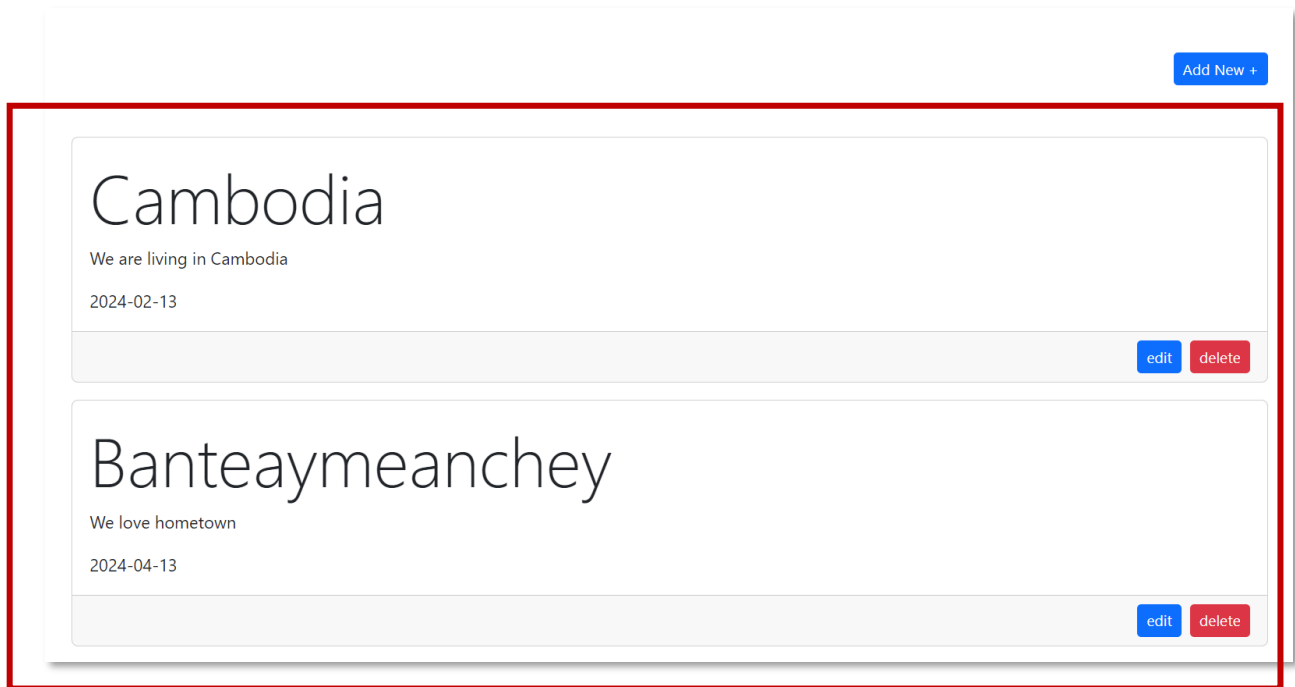 Add New +
Cambodia
We are living in Cambodia
2024-02-13
edit delete
Banteaymeanchey
We love hometown
2024-04-13
edit delete